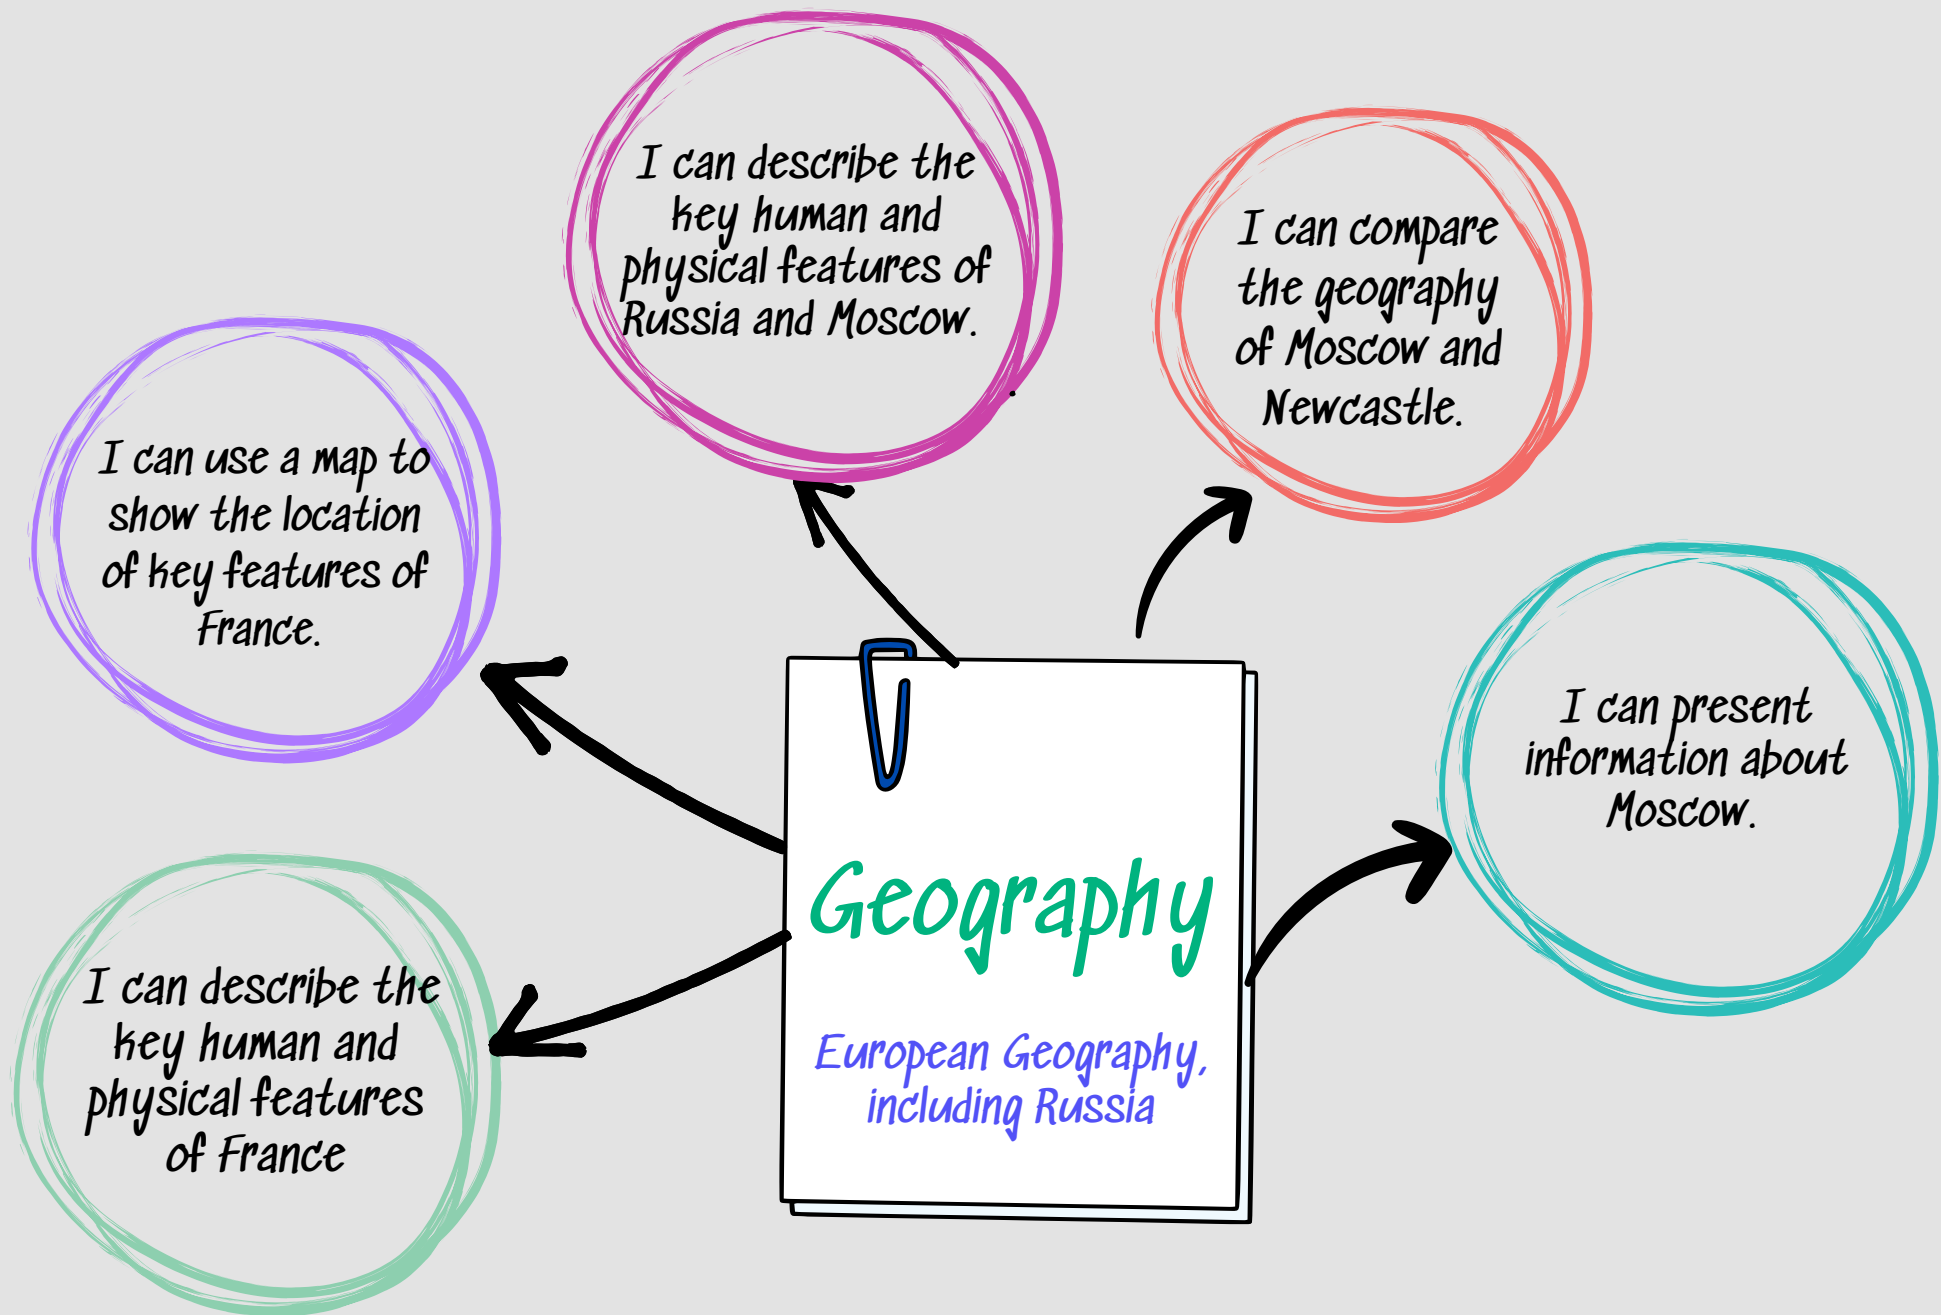 I can describe the
key human and
physical features of
Russia and Moscow.
I can compare
the geography
of Moscow and
Newcastle.
I can use a map to
show the location
of key features of
France.
I can present
information about
Moscow.
Geography
European Geography,
including Russia
I can describe the
key human and
physical features
of France